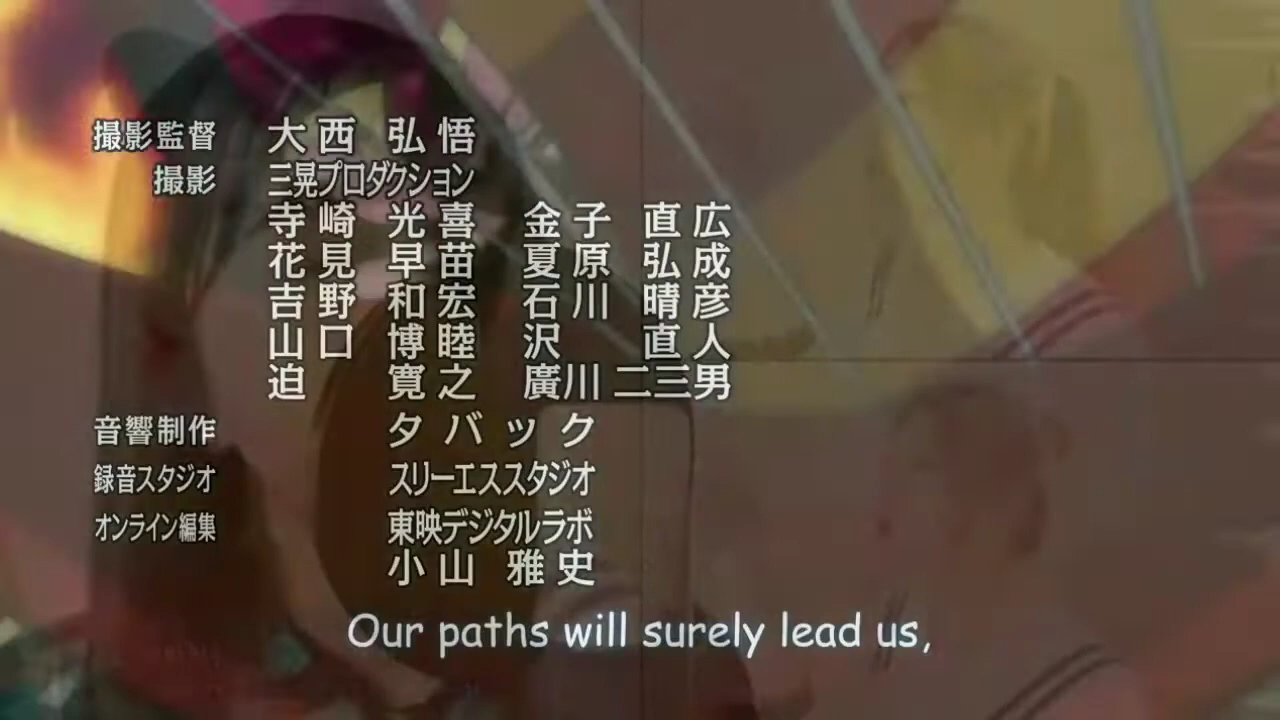 撮影監督 大西 弘悟
撮影 三晃プロダクション
寺崎 光喜 金子 直広
花見 早苗 夏原 弘成
吉野 和宏 石川 晴彦
山口 博睦 沢 直人
迫 寛之 廣川 二三男
音響制作 タバック
録音スタジオ スリーエススタジオ
オンライン編集 東映デジタルラボ
小山 雅史
Our paths will surely lead us,